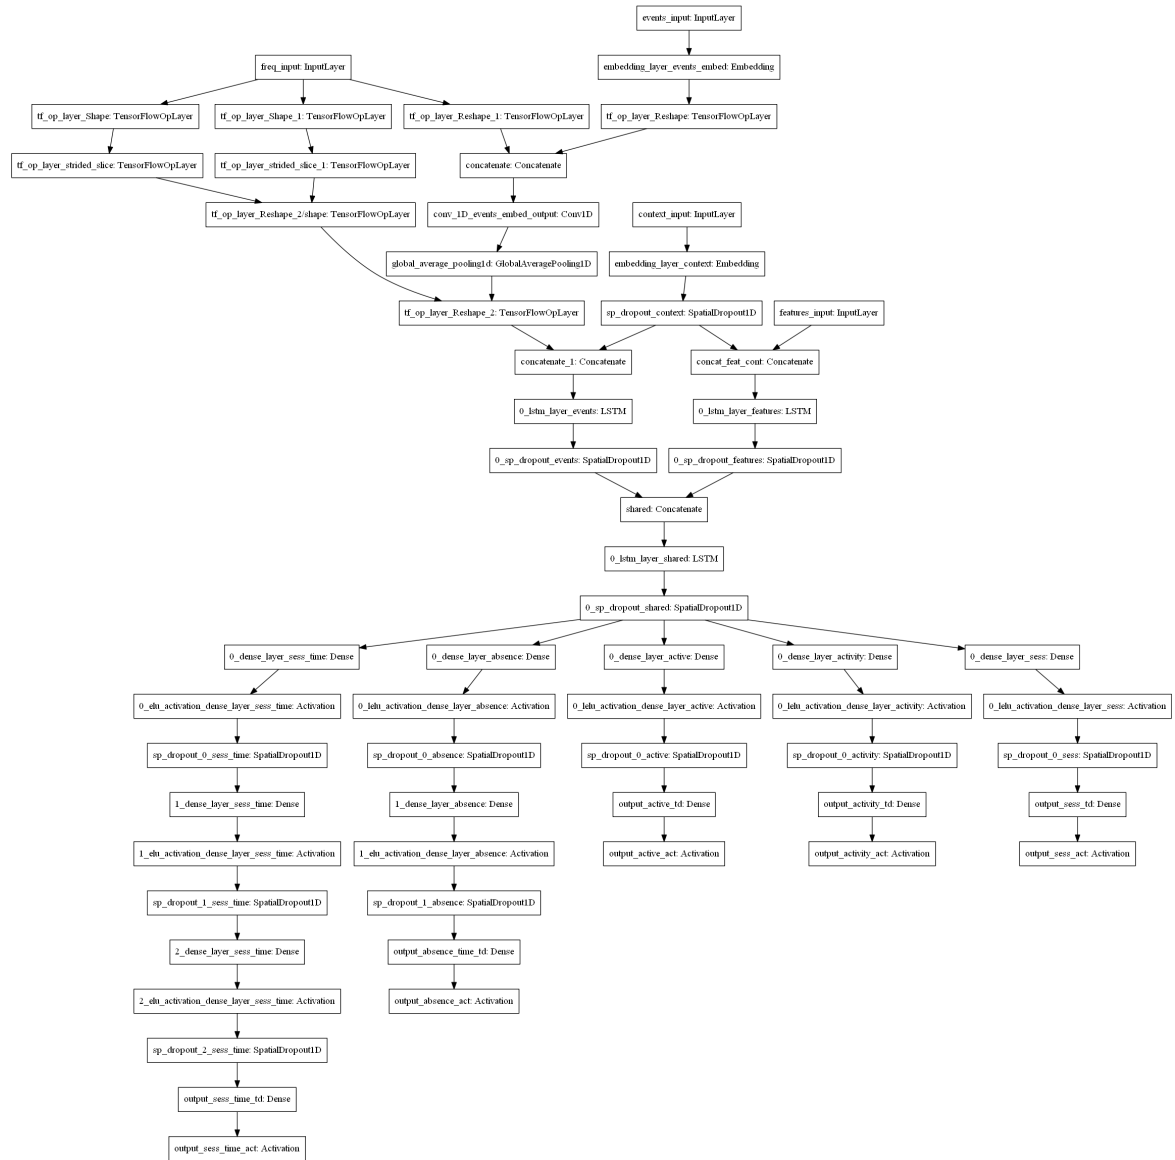 events_input: InputLayer
freq_input: InputLayer
embedding_layer_events_embed: Embedding
tf_op_layer_Shape: TensorFlowOpLayer
tf_op_layer_Shape_1: TensorFlowOpLayer
tf_op_layer_Reshape_1: TensorFlowOpLayer
tf_op_layer_Reshape: TensorFlowOpLayer
tf_op_layer_strided_slice: TensorFlowOpLayer
tf_op_layer_strided_slice_1: TensorFlowOpLayer
concatenate: Concatenate
tf_op_layer_Reshape_2/shape: TensorFlowOpLayer
conv_1D_events_embed_output: Conv1D
context_input: InputLayer
global_average_pooling1d: GlobalAveragePooling1D
embedding_layer_context: Embedding
tf_op_layer_Reshape_2: TensorFlowOpLayer
sp_dropout_context: SpatialDropout1D
features_input: InputLayer
concatenate_1: Concatenate
concat_feat_cont: Concatenate
0_lstm_layer_events: LSTM
0_lstm_layer_features: LSTM
0_sp_dropout_events: SpatialDropout1D
0_sp_dropout_features: SpatialDropout1D
shared: Concatenate
0_lstm_layer_shared: LSTM
0_sp_dropout_shared: SpatialDropout1D
0_dense_layer_sess_time: Dense
0_dense_layer_absence: Dense
0_dense_layer_active: Dense
0_dense_layer_activity: Dense
0_dense_layer_sess: Dense
0_elu_activation_dense_layer_sess_time: Activation
0_lelu_activation_dense_layer_absence: Activation
0_lelu_activation_dense_layer_active: Activation
0_lelu_activation_dense_layer_activity: Activation
0_lelu_activation_dense_layer_sess: Activation
sp_dropout_0_sess_time: SpatialDropout1D
sp_dropout_0_absence: SpatialDropout1D
sp_dropout_0_active: SpatialDropout1D
sp_dropout_0_activity: SpatialDropout1D
sp_dropout_0_sess: SpatialDropout1D
1_dense_layer_sess_time: Dense
1_dense_layer_absence: Dense
output_active_td: Dense
output_activity_td: Dense
output_sess_td: Dense
1_elu_activation_dense_layer_sess_time: Activation
1_elu_activation_dense_layer_absence: Activation
output_active_act: Activation
output_activity_act: Activation
output_sess_act: Activation
sp_dropout_1_sess_time: SpatialDropout1D
sp_dropout_1_absence: SpatialDropout1D
2_dense_layer_sess_time: Dense
output_absence_time_td: Dense
2_elu_activation_dense_layer_sess_time: Activation
output_absence_act: Activation
sp_dropout_2_sess_time: SpatialDropout1D
output_sess_time_td: Dense
output_sess_time_act: Activation